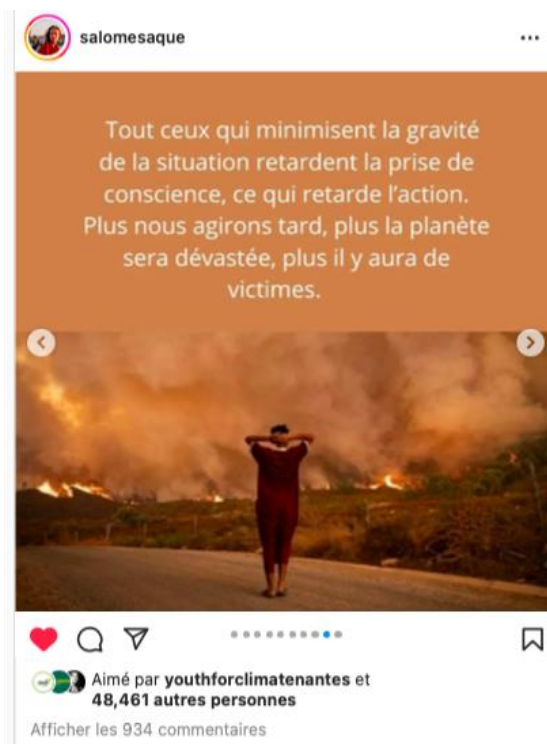 salomesaque
Tout ceux qui minimisent la gravité
de la situation retardent la prise de
conscience, ce qui retarde l'action.
Plus nous agirons tard, plus la planète
sera dévastée, plus il y aura de
victimes.
Aimé par youthforclimatenantes et
48,461 autres personnes
Afficher les 934 commentaires